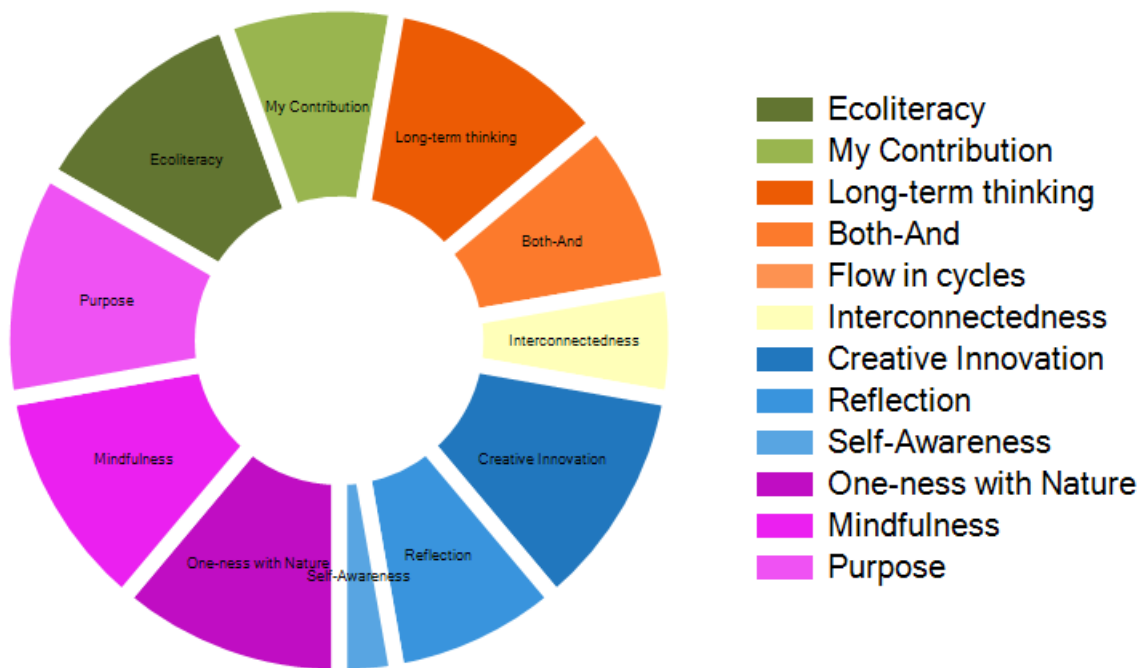 My Contribution
Long-term thinking
Ecoliteracy
Both-And
Purpose
Interconnectedness
Mindfulness
Creative Innovation
One-ness with Nature
Self-Awareness
Reflection
Ecoliteracy
My Contribution
Long-term thinking
Both-And
Flow in cycles
Interconnectedness
Creative Innovation
Reflection
Self-Awareness
One-ness with Nature
Mindfulness
Purpose